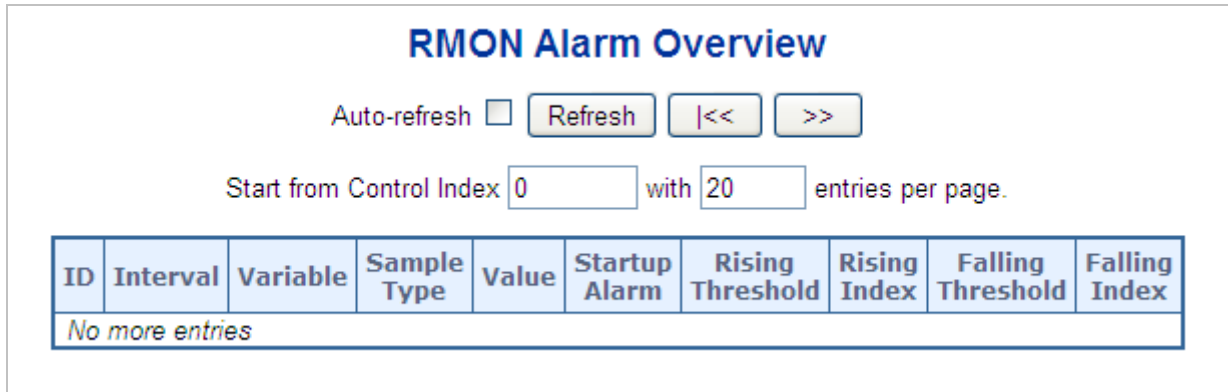 RMON Alarm Overview
Auto-refresh Refresh |<< >>
Start from Control Index 0 with 20 entries per page.
ID Interval Variable Sample Type Value Startup Alarm Rising Threshold Rising Index Falling Threshold Falling Index
No more entries